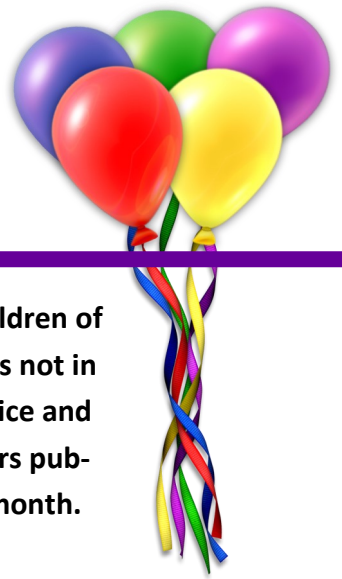 ldren of
s not in
ice and
rs pub-
month.